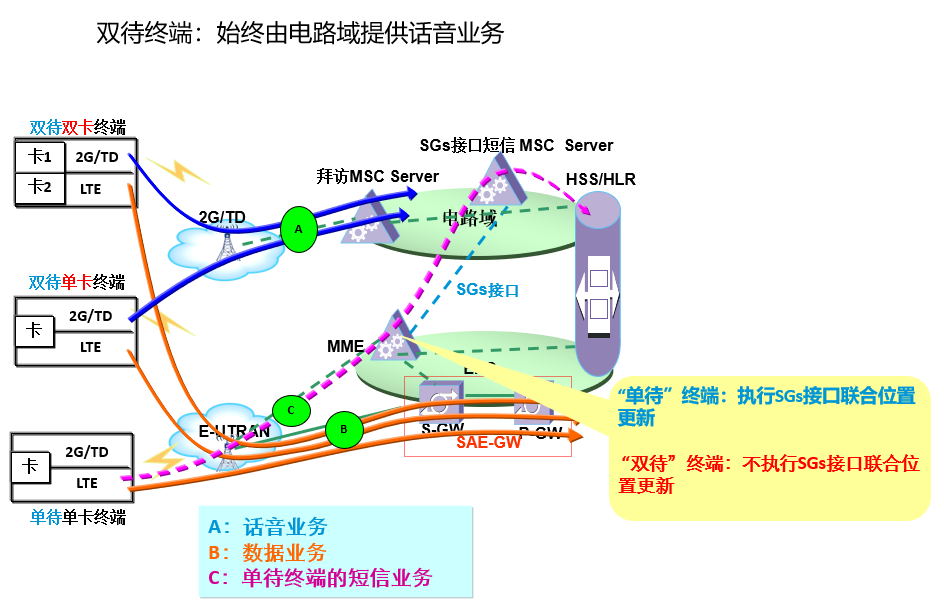 双待终端：始终由电路域提供话音业务
双待双卡终端
卡1
2G/TD
卡2
LTE
SGs接口短信 MSC Server
拜访MSC Server
HSS/HLR
2G/TD
A
电路域
双待单卡终端
卡
2G/TD
LTE
SGs接口
MME
C
E-UTRAN
B
S-GW
P-GW
SAE-GW
“单待”终端：执行SGs接口联合位置
更新
“双待”终端：不执行SGs接口联合位
置更新
卡
2G/TD
LTE
单待单卡终端
A：话音业务
B：数据业务
C：单待终端的短信业务